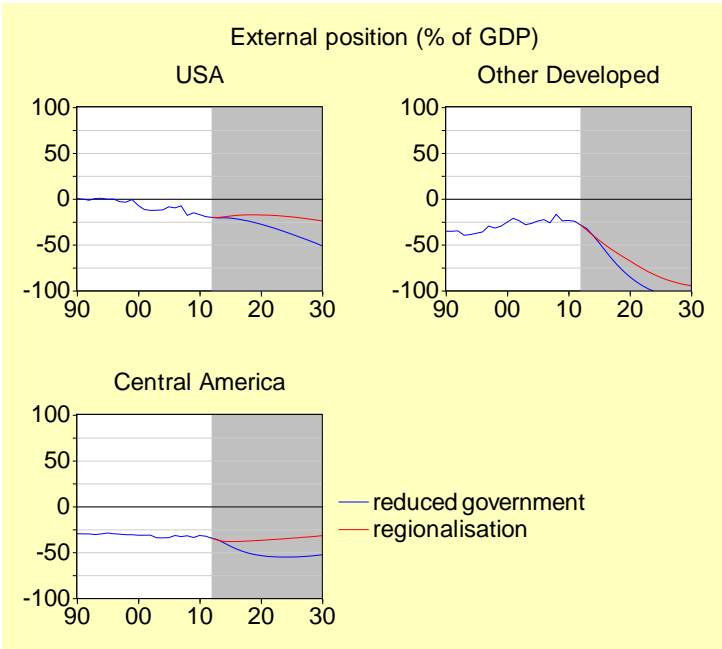 External position (% of GDP)
USA
100
50
0
-50
-100
90 00 10 20 30
Other Developed
100
50
0
-50
-100
90 00 10 20 30
Central America
100
50
0
-50
-100
90 00 10 20 30
reduced government
regionalisation